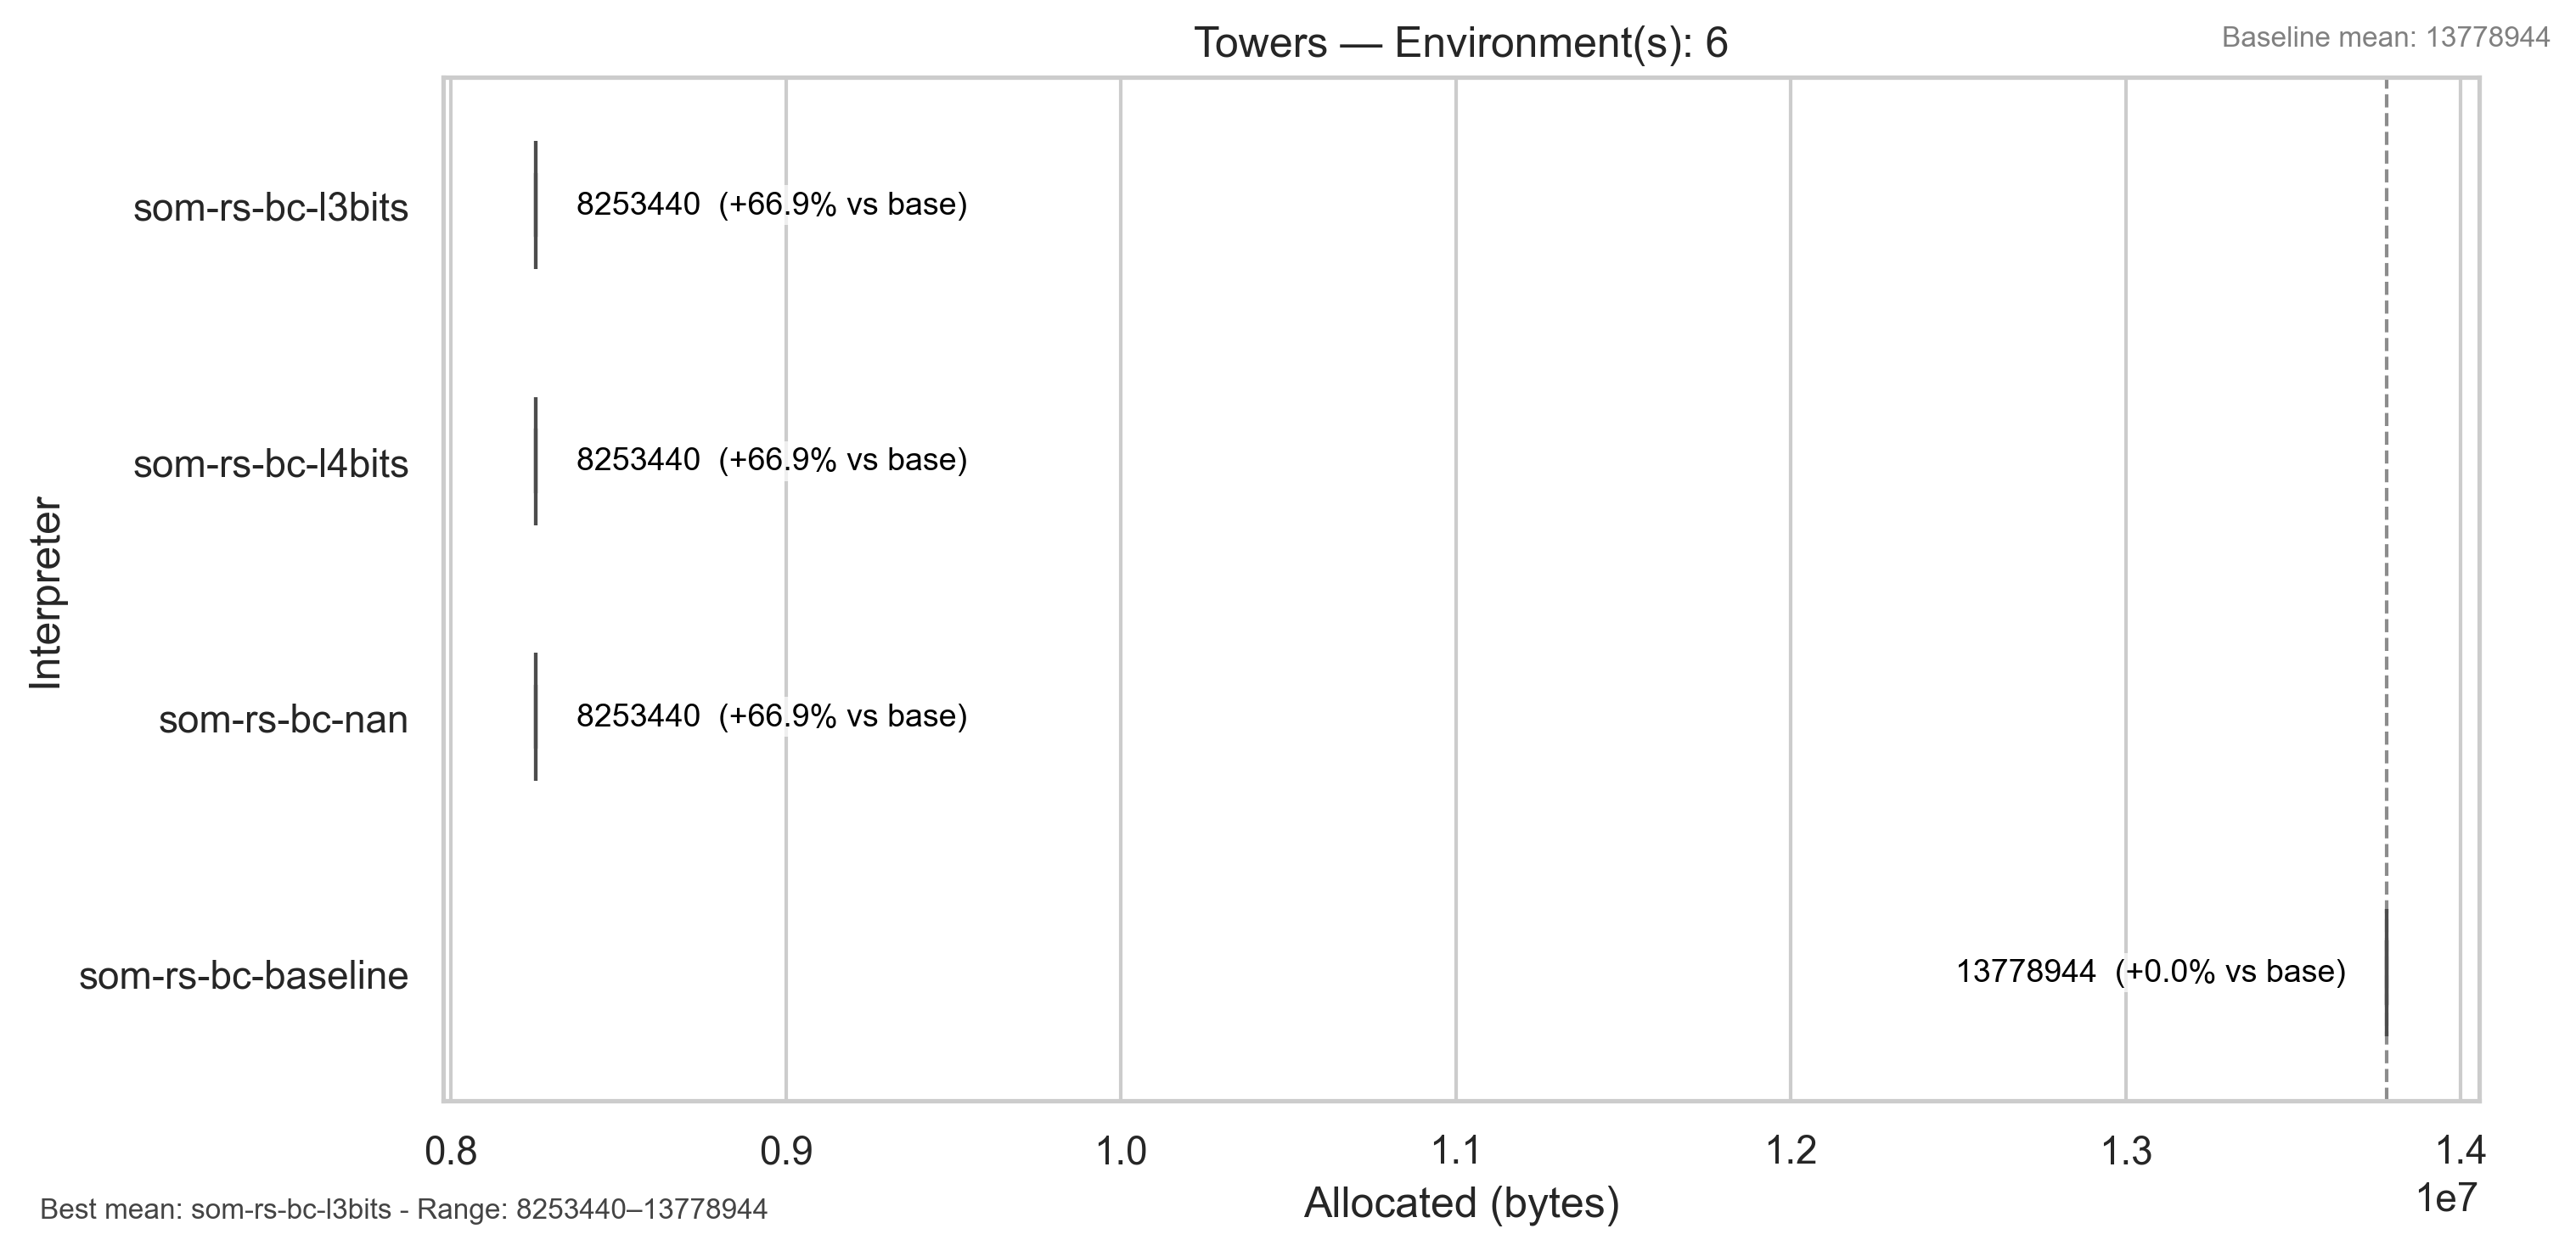 Towers — Environment(s): 6
Baseline mean: 13778944
Interpreter
som-rs-bc-l3bits
8253440  (+66.9% vs base)
som-rs-bc-l4bits
8253440  (+66.9% vs base)
som-rs-bc-nan
8253440  (+66.9% vs base)
som-rs-bc-baseline
13778944  (+0.0% vs base)
0.8 0.9 1.0 1.1 1.2 1.3 1.4
1e7
Allocated (bytes)
Best mean: som-rs-bc-l3bits - Range: 8253440–13778944